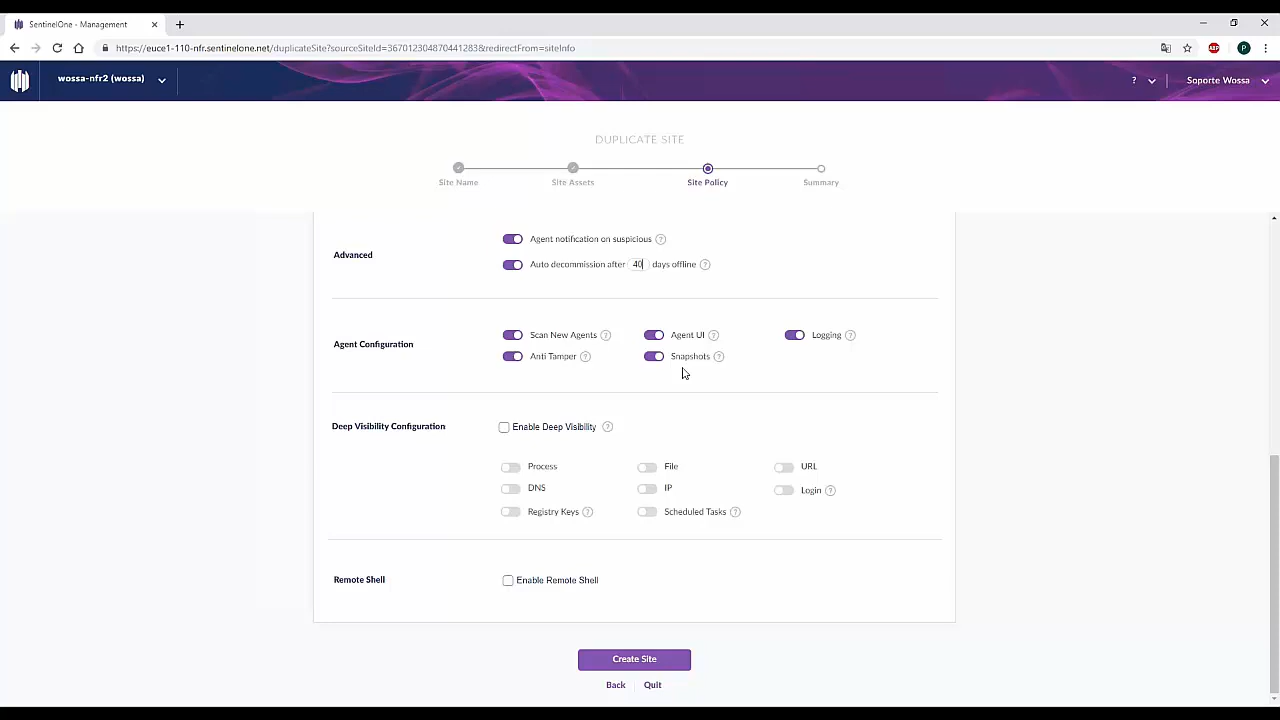 SentinelOne - Management
https://euce1-110-nfr.sentinelone.net/duplicateSite?sourceSiteId=367012304870441283&redirectFrom=siteInfo
ABP
P
wossa-nfr2 (wossa)
?
Soporte Wossa
DUPLICATE SITE
Site Name
Site Assets
Site Policy
Summary
Advanced
Agent notification on suspicious ?
Auto decommission after 40 days offline ?
Agent Configuration
Scan New Agents ? Agent UI ? Logging ?
Anti Tamper ? Snapshots ?
Deep Visibility Configuration
Enable Deep Visibility ?
Process File URL
DNS IP Login ?
Registry Keys ? Scheduled Tasks ?
Remote Shell
Enable Remote Shell
Create Site
Back Quit